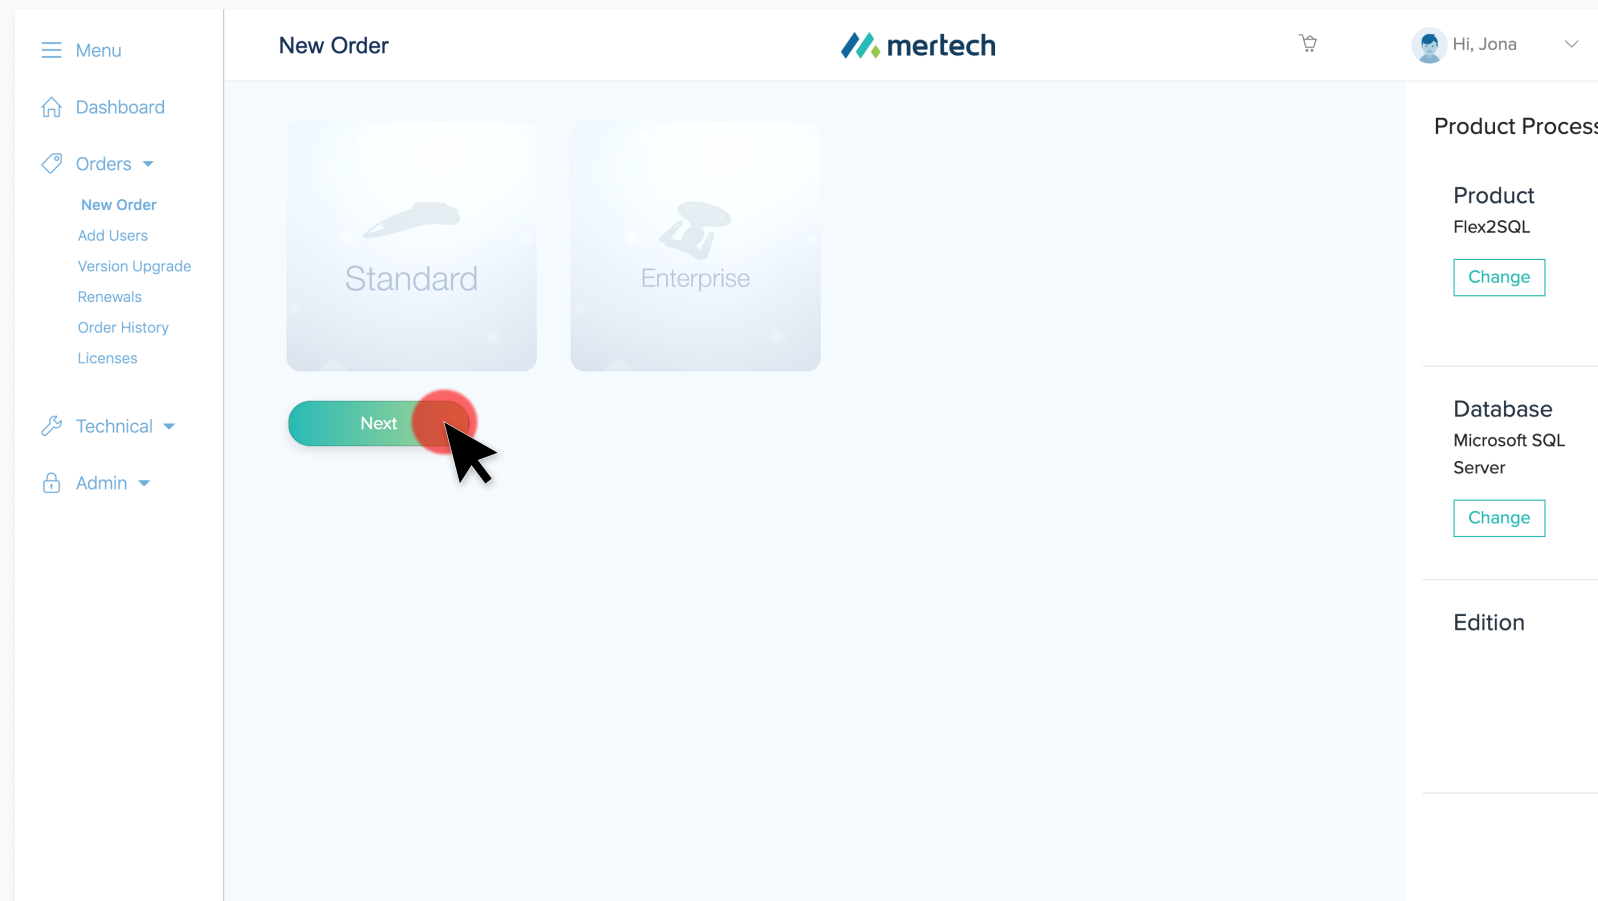 Menu
Dashboard
Orders
New Order
Add Users
Version Upgrade
Renewals
Order History
Licenses
Technical
Admin
New Order
mertech
Hi, Jona
Standard
Enterprise
Next
Product Process
Product
Flex2SQL
Change
Database
Microsoft SQL
Server
Change
Edition